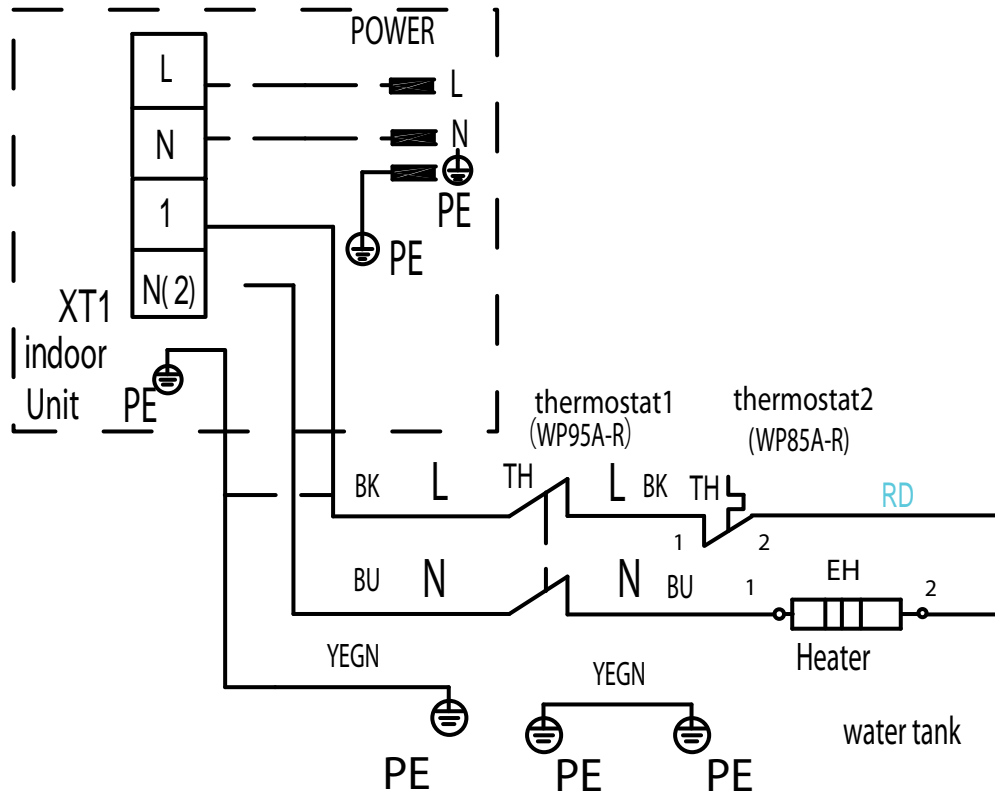 POWER
L
L
N
N
1
PE
PE
N(2)
XT1
indoor
Unit
PE
thermostat1
(WP95A-R)
thermostat2
(WP85A-R)
BK
L
TH
L
BK
TH
RD
1
2
BU
N
N
BU
1
EH
2
Heater
YEGN
YEGN
water tank
PE
PE
PE